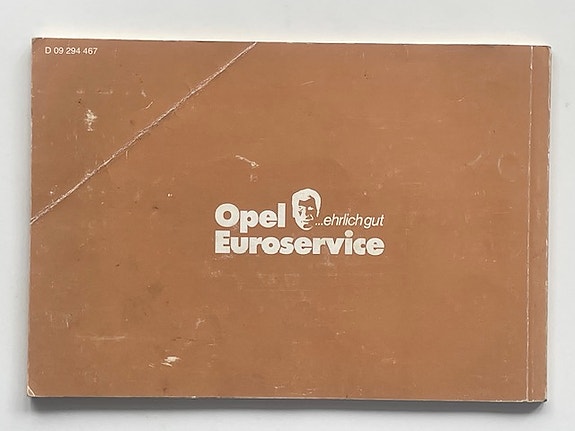 D 09 294 467
Opel ...ehrlich gut
Euroservice